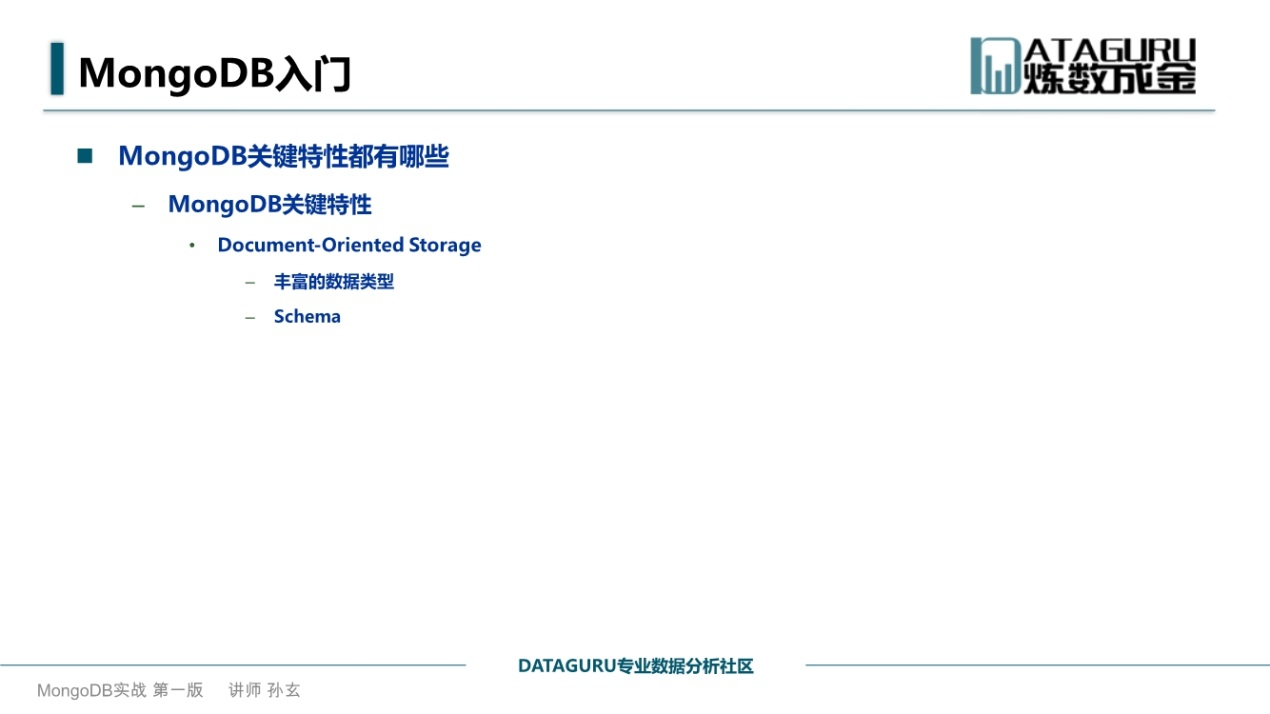 MongoDB入门
DATAGURU
炼数成金
■ MongoDB关键特性都有哪些
– MongoDB关键特性
• Document-Oriented Storage
– 丰富的数据类型
– Schema
DATAGURU专业数据分析社区
MongoDB实战 第一版 讲师 孙玄